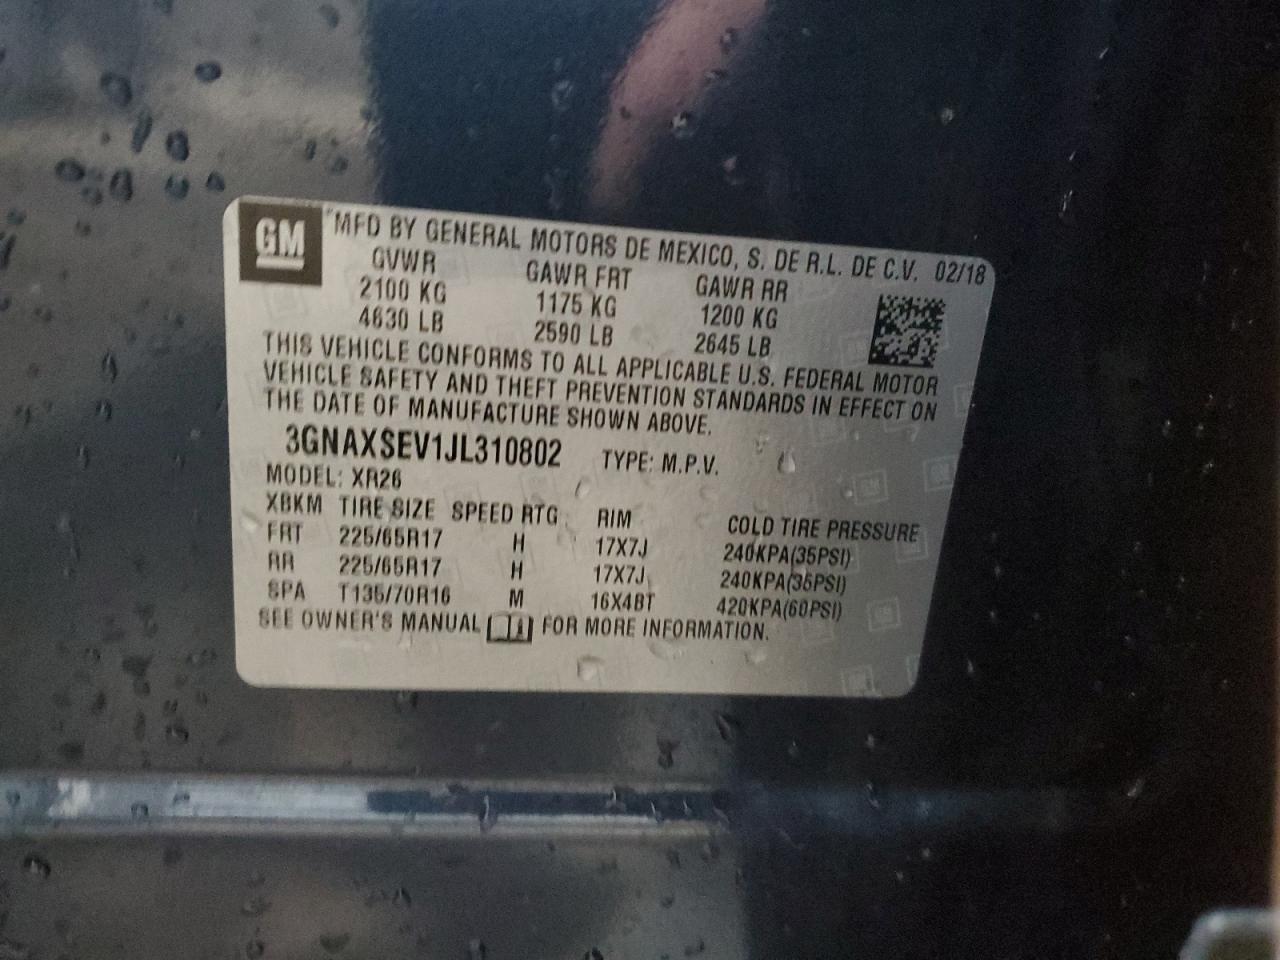 GM
MFD BY GENERAL MOTORS DE MEXICO, S. DE R.L. DE C.V. 02/18
GVWR GAWR FRT GAWR RR
2100 KG 1175 KG 1200 KG
4630 LB 2590 LB 2645 LB
THIS VEHICLE CONFORMS TO ALL APPLICABLE U.S. FEDERAL MOTOR
VEHICLE SAFETY AND THEFT PREVENTION STANDARDS IN EFFECT ON
THE DATE OF MANUFACTURE SHOWN ABOVE.
3GNAXSEV1JL310802 TYPE: M.P.V.
MODEL: XR26
XBKM TIRE SIZE SPEED RTG RIM COLD TIRE PRESSURE
FRT 225/65R17 H 17X7J 240KPA(35PSI)
RR 225/65R17 H 17X7J 240KPA(35PSI)
SPA T135/70R16 M 16X4BT 420KPA(60PSI)
SEE OWNER'S MANUAL FOR MORE INFORMATION.